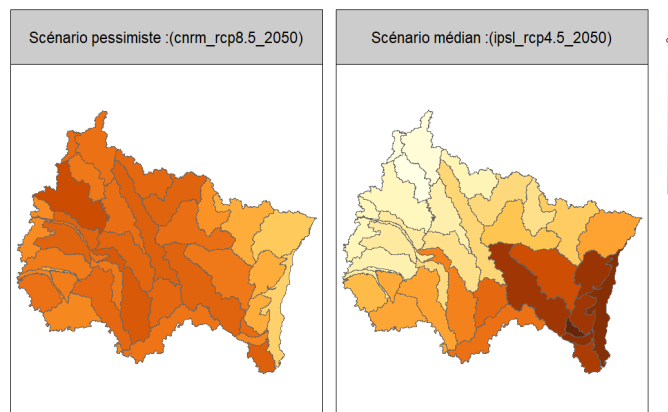 Scénario pessimiste :(cnrm_rcp8.5_2050)
Scénario médian :(ipsl_rcp4.5_2050)